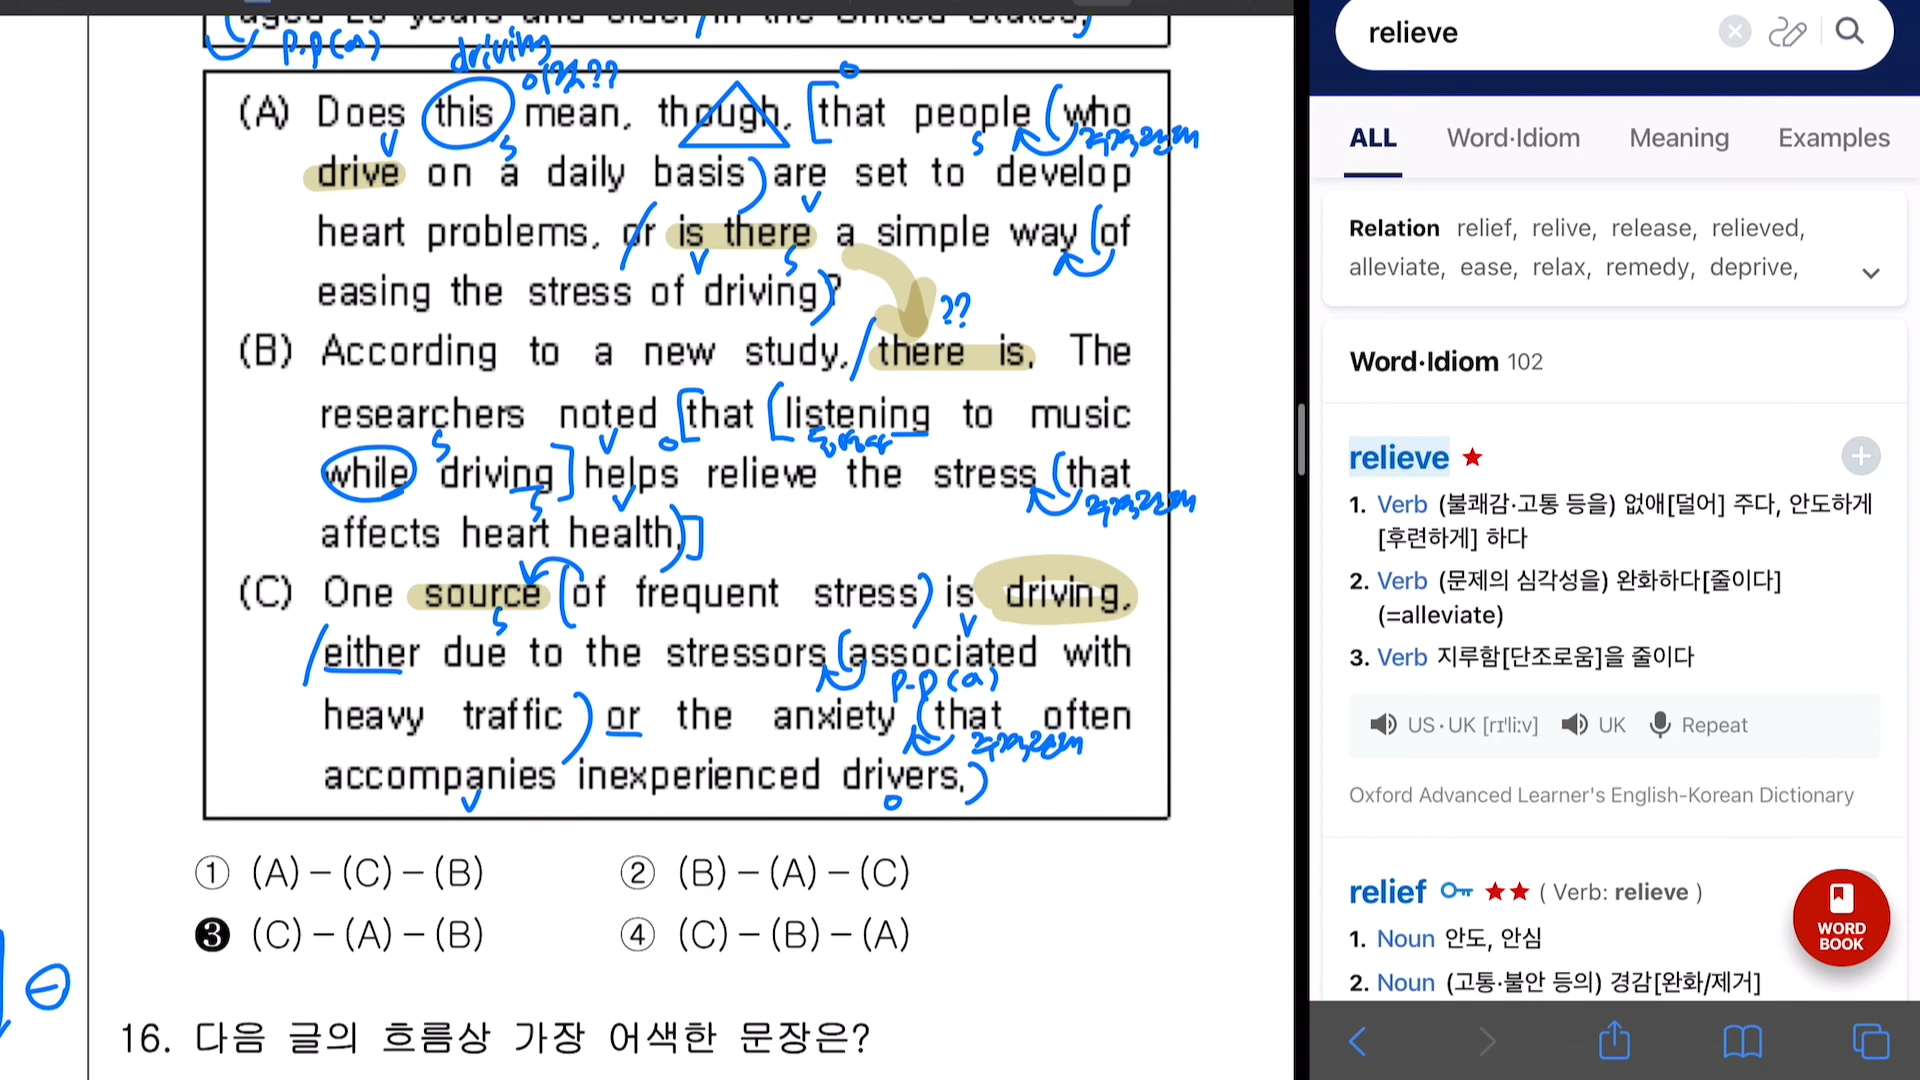 aged 20 years and older in the United States,
p.p(a)
driving
(A) Does this mean, though, [that people (who
drive on a daily basis) are set to develop
heart problems, or is there a simple way (of
easing the stress of driving)?
??
(B) According to a new study, / there is. The
researchers noted [that (listening to music
while driving] helps relieve the stress (that
affects heart health.)]
(C) One source (of frequent stress) is driving,
/ either due to the stressors (associated with
p.p(a)
heavy traffic) or the anxiety (that often
accompanies inexperienced drivers.)
① (A) – (C) – (B)
② (B) – (A) – (C)
❸ (C) – (A) – (B)
④ (C) – (B) – (A)
16. 다음 글의 흐름상 가장 어색한 문장은?
relieve
ALL Word·Idiom Meaning Examples
Relation relief, relive, release, relieved,
alleviate, ease, relax, remedy, deprive,
Word·Idiom 102
relieve ★
1. Verb (불쾌감·고통 등을) 없애[덜어] 주다, 안도하게
[후련하게] 하다
2. Verb (문제의 심각성을) 완화하다[줄이다]
(=alleviate)
3. Verb 지루함[단조로움]을 줄이다
US·UK [rɪˈliːv] UK Repeat
Oxford Advanced Learner's English-Korean Dictionary
relief ★★ ( Verb: relieve )
1. Noun 안도, 안심
2. Noun (고통·불안 등의) 경감[완화/제거]
WORD
BOOK